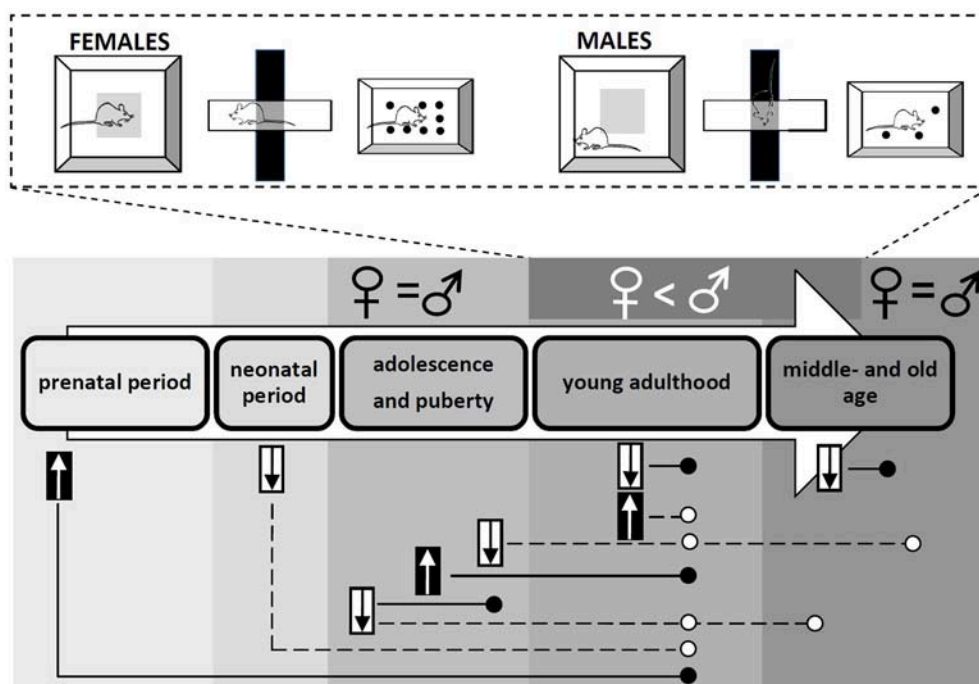 FEMALES MALES
♀=♂ ♀<♂ ♀=♂
prenatal period
neonatal
period
adolescence
and puberty
young adulthood
middle- and old
age